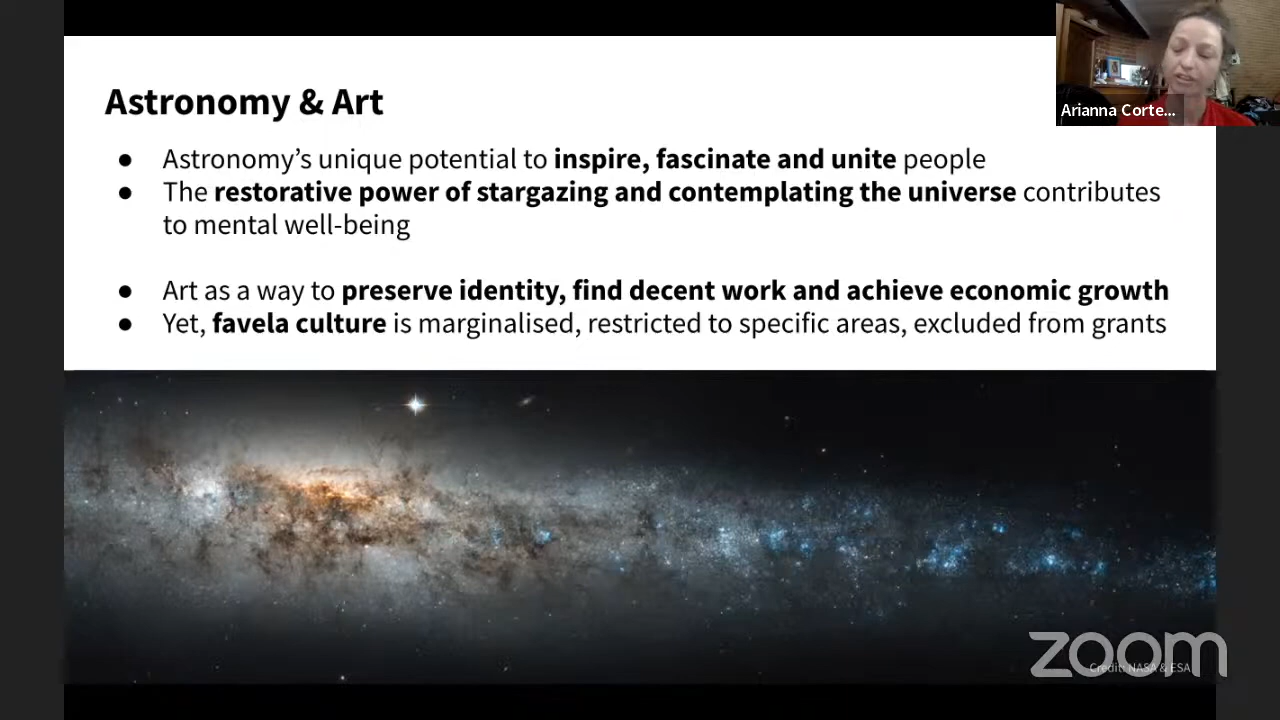 Astronomy & Art
Arianna Corte...
● Astronomy’s unique potential to inspire, fascinate and unite people
● The restorative power of stargazing and contemplating the universe contributes
to mental well-being
● Art as a way to preserve identity, find decent work and achieve economic growth
● Yet, favela culture is marginalised, restricted to specific areas, excluded from grants
zoom
Credit: NASA & ESA